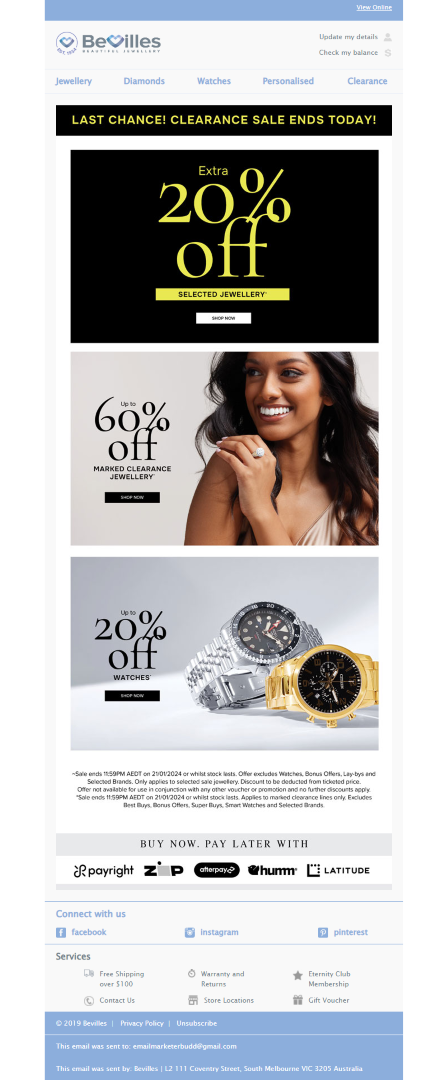 View Online
BeVilles
BEAUTIFUL JEWELLERY
EST. 1934
Update my details
Check my balance
Jewellery Diamonds Watches Personalised Clearance
LAST CHANCE! CLEARANCE SALE ENDS TODAY!
Extra
20%
off
SELECTED JEWELLERY~
SHOP NOW
Up to
60%
off
MARKED CLEARANCE
JEWELLERY*
SHOP NOW
Up to
20%
off
WATCHES*
SHOP NOW
~Sale ends 11:59PM AEDT on 21/01/2024 or whilst stock lasts. Offer excludes Watches, Bonus Offers, Lay-bys and
Selected Brands. Only applies to selected sale jewellery. Discount to be deducted from ticketed price.
Offer not available for use in conjunction with any other voucher or promotion and no further discounts apply.
*Sale ends 11:59PM AEDT on 21/01/2024 or whilst stock lasts. Applies to marked clearance lines only. Excludes
Best Buys, Bonus Offers, Super Buys, Smart Watches and Selected Brands.
BUY NOW. PAY LATER WITH
payright ZIP afterpay humm LATITUDE
Connect with us
facebook instagram pinterest
Services
Free Shipping over $100
Warranty and Returns
Eternity Club Membership
Contact Us
Store Locations
Gift Voucher
© 2019 Bevilles | Privacy Policy | Unsubscribe
This email was sent to: emailmarketerbudd@gmail.com
This email was sent by: Bevilles | L2 111 Coventry Street, South Melbourne VIC 3205 Australia